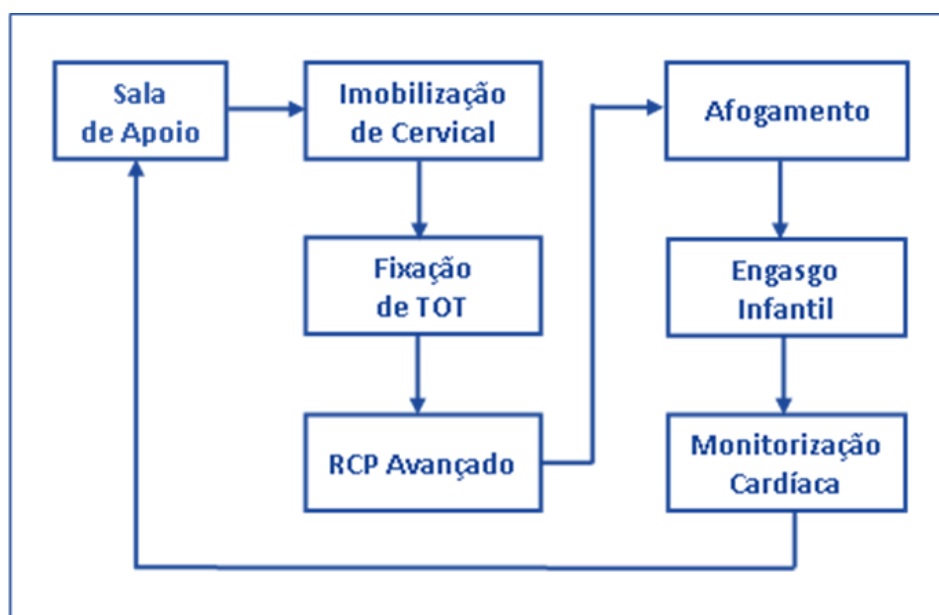 Sala
de Apoio
Imobilização
de Cervical
Fixação
de TOT
RCP Avançado
Afogamento
Engasgo
Infantil
Monitorização
Cardíaca